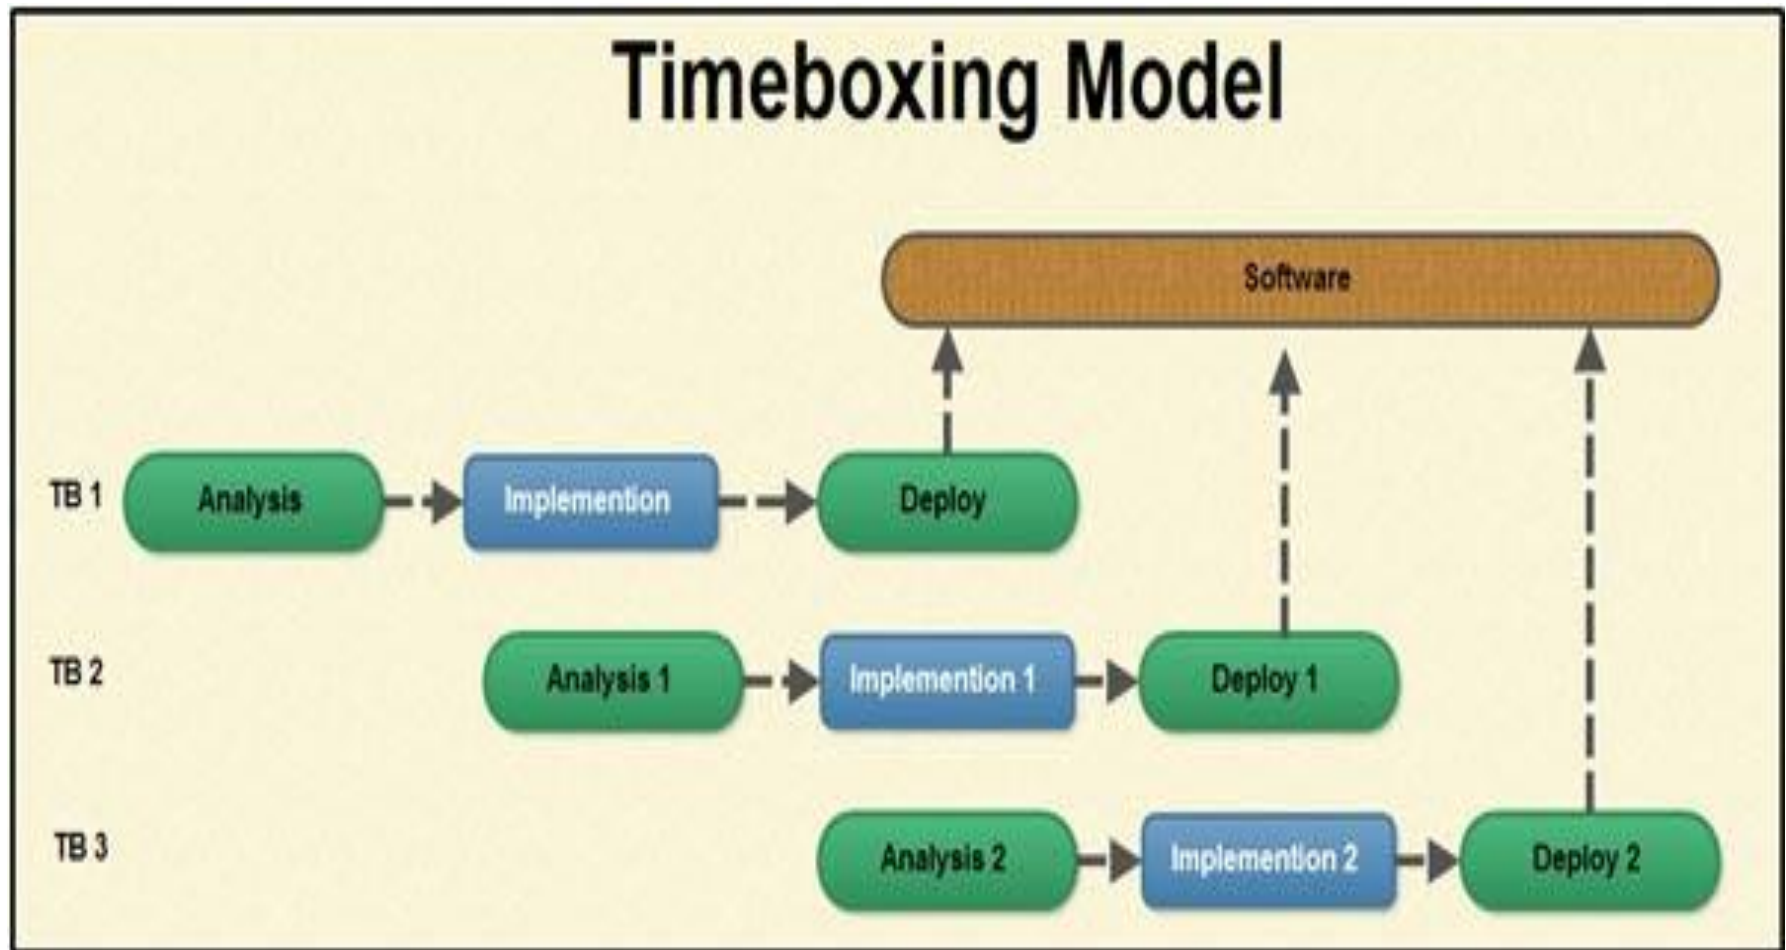 Timeboxing Model
Software
TB 1 Analysis Implemention Deploy
TB 2 Analysis 1 Implemention 1 Deploy 1
TB 3 Analysis 2 Implemention 2 Deploy 2